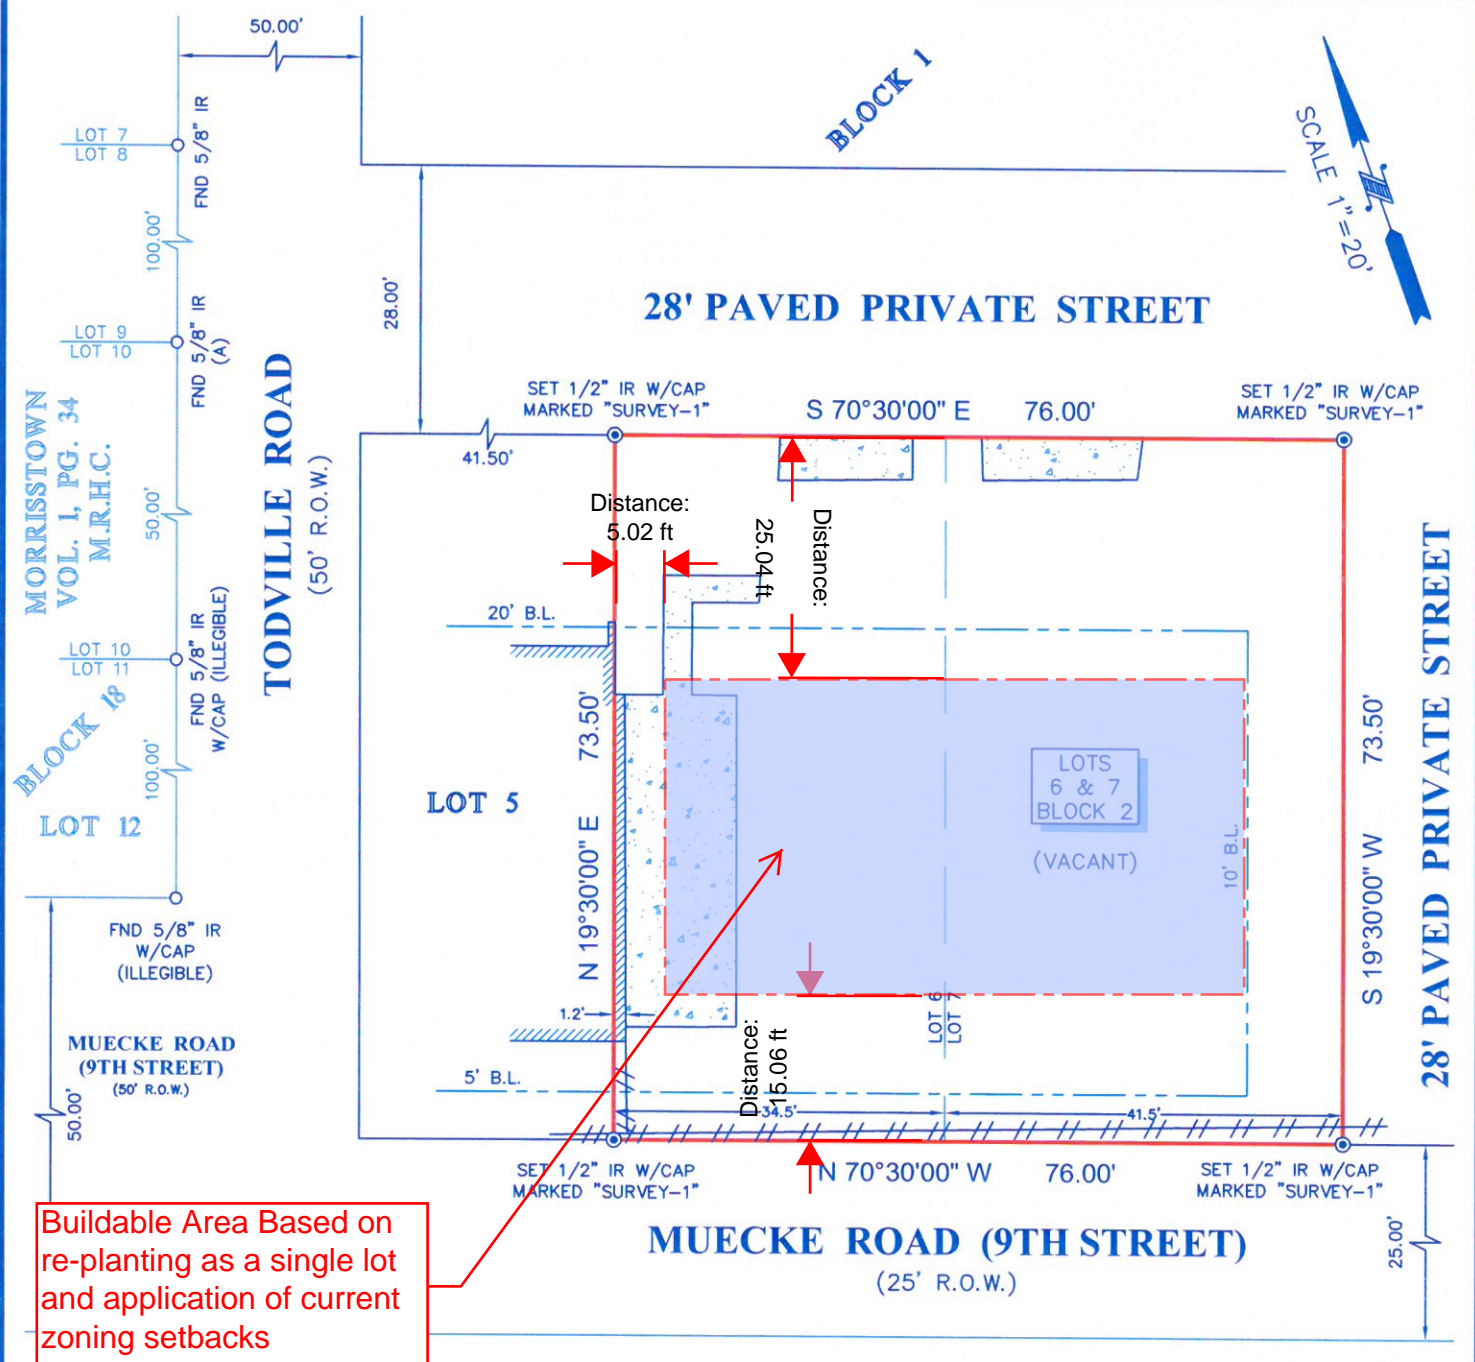 50.00'
BLOCK 1
SCALE 1"=20'
LOT 7
LOT 8
FND 5/8" IR
100.00'
28.00'
28' PAVED PRIVATE STREET
LOT 9
LOT 10
FND 5/8" IR
(A)
MORRISSTOWN
VOL. 1, PG. 34
M.R.H.C.
50.00'
TODVILLE ROAD
(50' R.O.W.)
SET 1/2" IR W/CAP
MARKED "SURVEY-1"
S 70°30'00" E
76.00'
SET 1/2" IR W/CAP
MARKED "SURVEY-1"
41.50'
Distance:
5.02 ft
Distance:
25.04 ft
20' B.L.
LOT 10
LOT 11
FND 5/8" IR
W/CAP (ILLEGIBLE)
BLOCK 18
100.00'
LOT 12
LOT 5
N 19°30'00" E
73.50'
LOTS
6 & 7
BLOCK 2
(VACANT)
10' B.L.
S 19°30'00" W
73.50'
28' PAVED PRIVATE STREET
FND 5/8" IR
W/CAP
(ILLEGIBLE)
1.2'
LOT 6
LOT 7
MUECKE ROAD
(9TH STREET)
(50' R.O.W.)
50.00'
5' B.L.
Distance:
15.06 ft
34.5'
41.5'
SET 1/2" IR W/CAP
MARKED "SURVEY-1"
N 70°30'00" W
76.00'
SET 1/2" IR W/CAP
MARKED "SURVEY-1"
MUECKE ROAD (9TH STREET)
(25' R.O.W.)
25.00'
Buildable Area Based on
re-planting as a single lot
and application of current
zoning setbacks